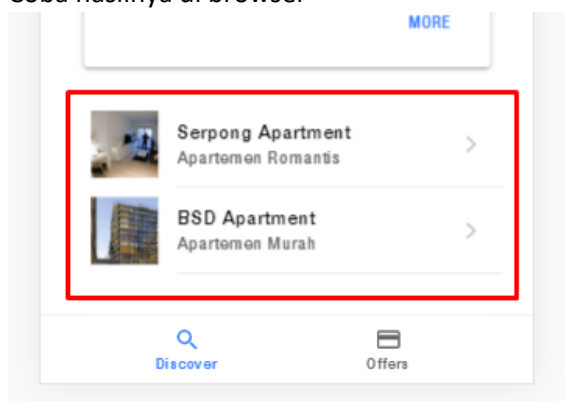 Coba hasilnya di browser
MORE
Serpong Apartment
Apartemen Romantis
BSD Apartment
Apartemen Murah
Discover
Offers